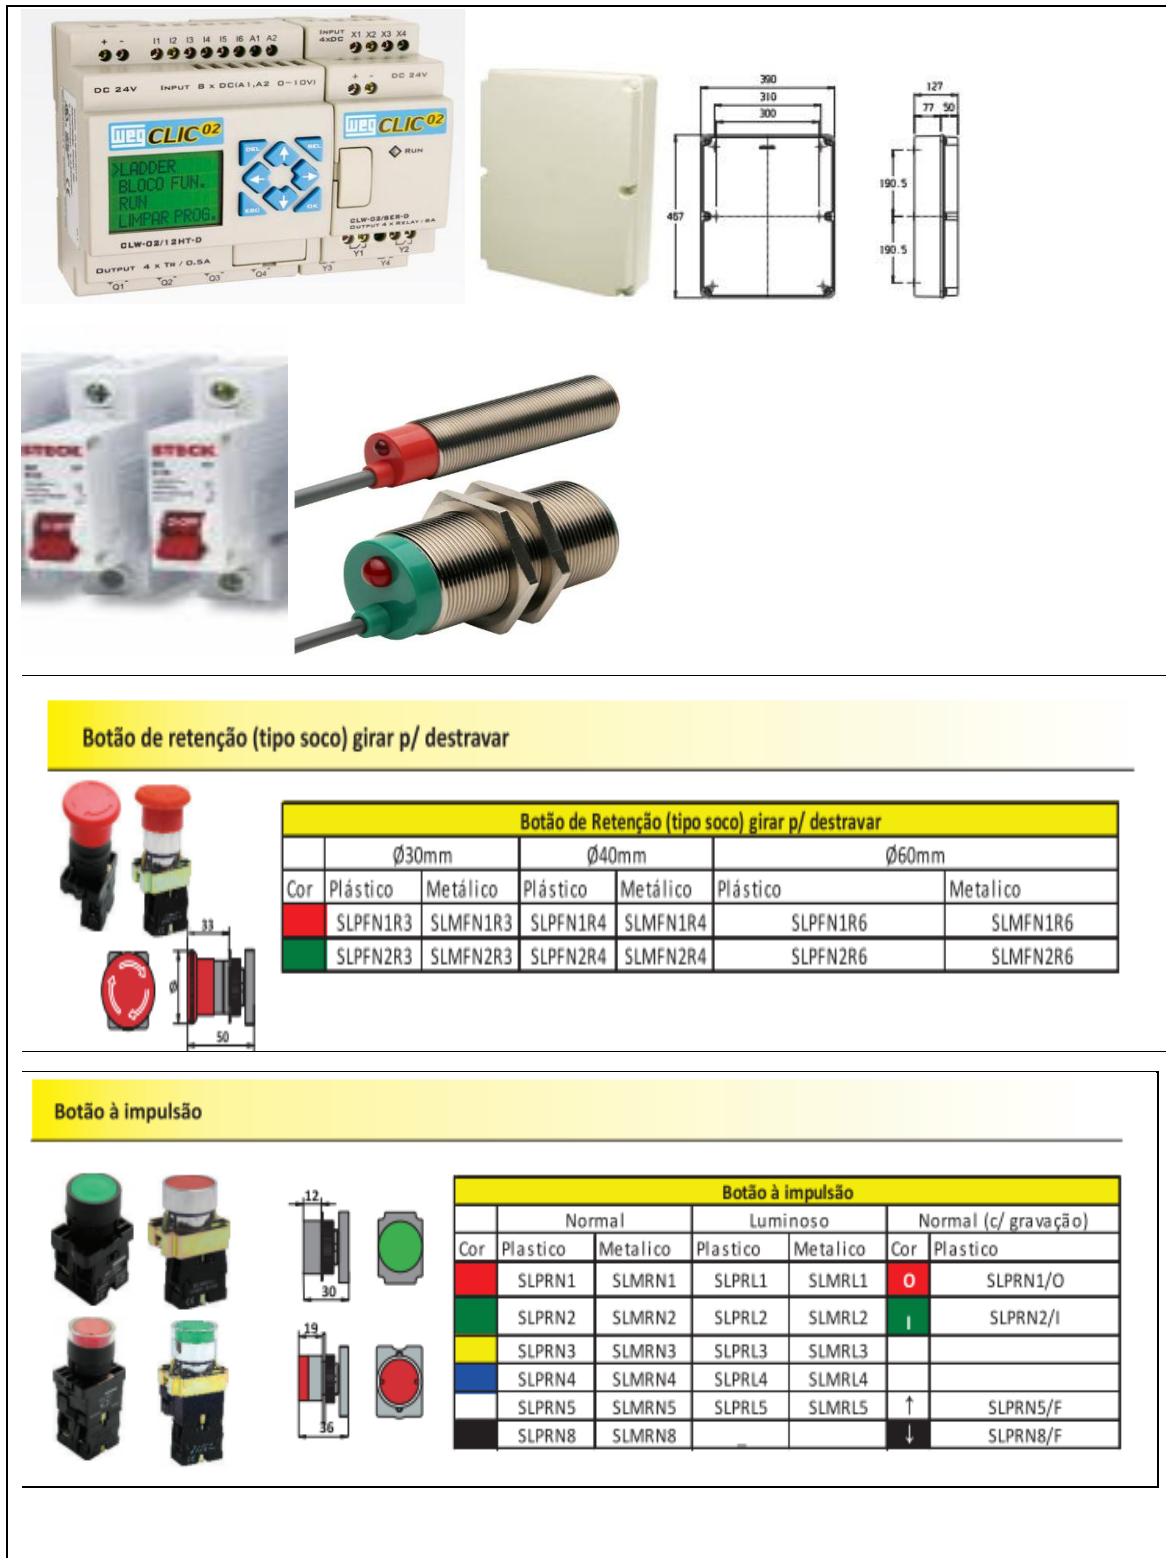 + - I1 I2 I3 I4 I5 I6 A1 A2
INPUT 4xDC X1 X2 X3 X4
DC 24V INPUT 8 x DC(A1,A2 0~10V)
+ - DC 24V
weg CLIC 02
weg CLIC 02
DEL
SEL
ESC
OK
RUN
>LADDER
BLOCO FUN.
RUN
LIMPAR PROG.
CLW-02/12HT-D
CLW-02/8ER-D
OUTPUT 4 x RELAY / 8A
OUTPUT 4 x TR / 0.5A
Q1 Q2 Q3 Q4
Y1 Y2
Y3 Y4
390
310
300
467
127
77 50
190.5
190.5
STECK
STECK
Botão de retenção (tipo soco) girar p/ destravar
33
Ø
50
Botão de Retenção (tipo soco) girar p/ destravar
Ø30mm Ø40mm Ø60mm
Cor Plástico Metálico Plástico Metálico Plástico Metalico
SLPFN1R3 SLMFN1R3 SLPFN1R4 SLMFN1R4 SLPFN1R6 SLMFN1R6
SLPFN2R3 SLMFN2R3 SLPFN2R4 SLMFN2R4 SLPFN2R6 SLMFN2R6
Botão à impulsão
12
30
19
36
Botão à impulsão
Normal Luminoso Normal (c/ gravação)
Cor Plastico Metalico Plastico Metalico Cor Plastico
SLPRN1 SLMRN1 SLPRL1 SLMRL1 O SLPRN1/O
SLPRN2 SLMRN2 SLPRL2 SLMRL2 I SLPRN2/I
SLPRN3 SLMRN3 SLPRL3 SLMRL3
SLPRN4 SLMRN4 SLPRL4 SLMRL4
SLPRN5 SLMRN5 SLPRL5 SLMRL5 ↑ SLPRN5/F
SLPRN8 SLMRN8 _ ↓ SLPRN8/F